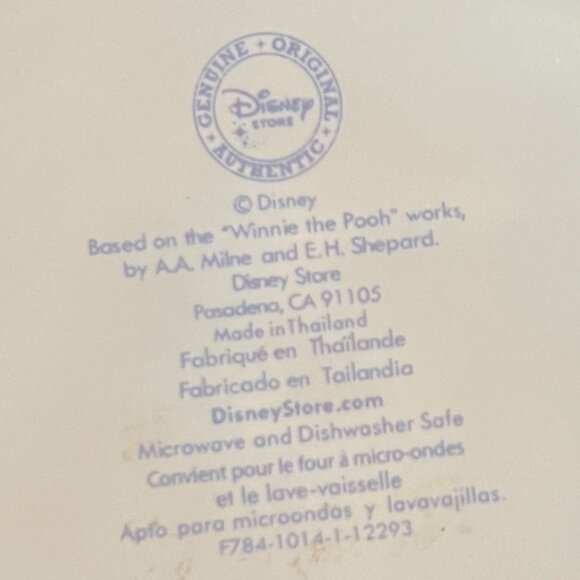 GENUINE + ORIGINAL + AUTHENTIC +
Disney
STORE
© Disney
Based on the "Winnie the Pooh" works,
by A.A. Milne and E.H. Shepard.
Disney Store
Pasadena, CA 91105
Made in Thailand
Fabriqué en Thaïlande
Fabricado en Tailandia
DisneyStore.com
Microwave and Dishwasher Safe
Convient pour le four à micro-ondes
et le lave-vaisselle
Apto para microondas y lavavajillas.
F784-1014-1-12293